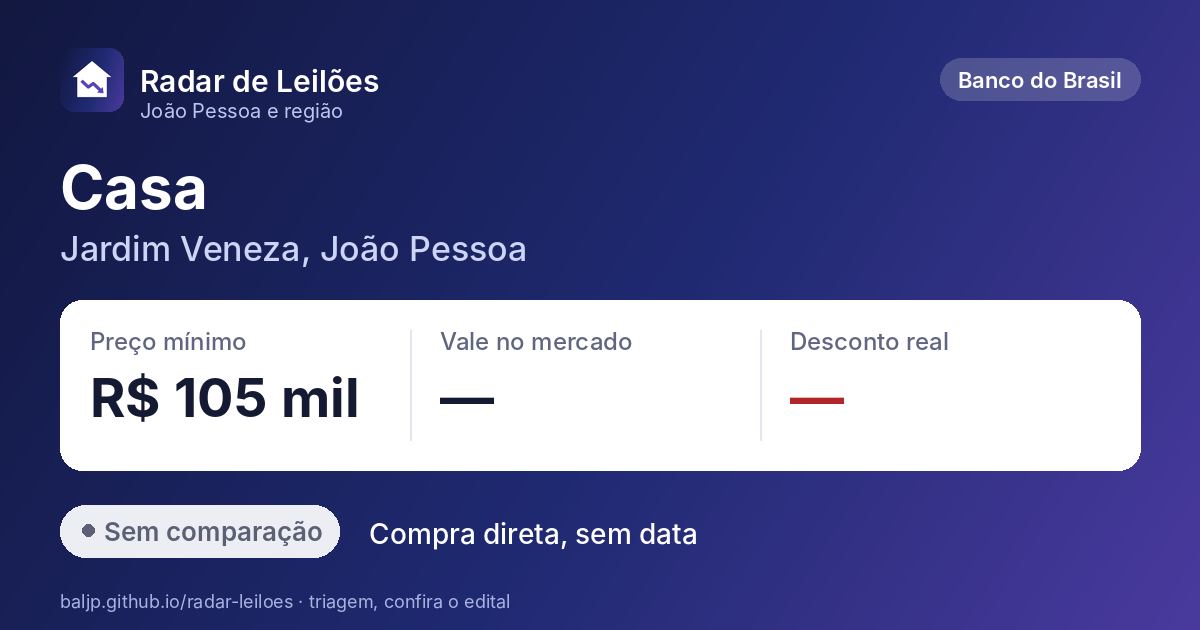 Radar de Leilões
João Pessoa e região
Banco do Brasil
Casa
Jardim Veneza, João Pessoa
Preço mínimo
R$ 105 mil
Vale no mercado
—
Desconto real
—
Sem comparação
Compra direta, sem data
baljp.github.io/radar-leiloes · triagem, confira o edital